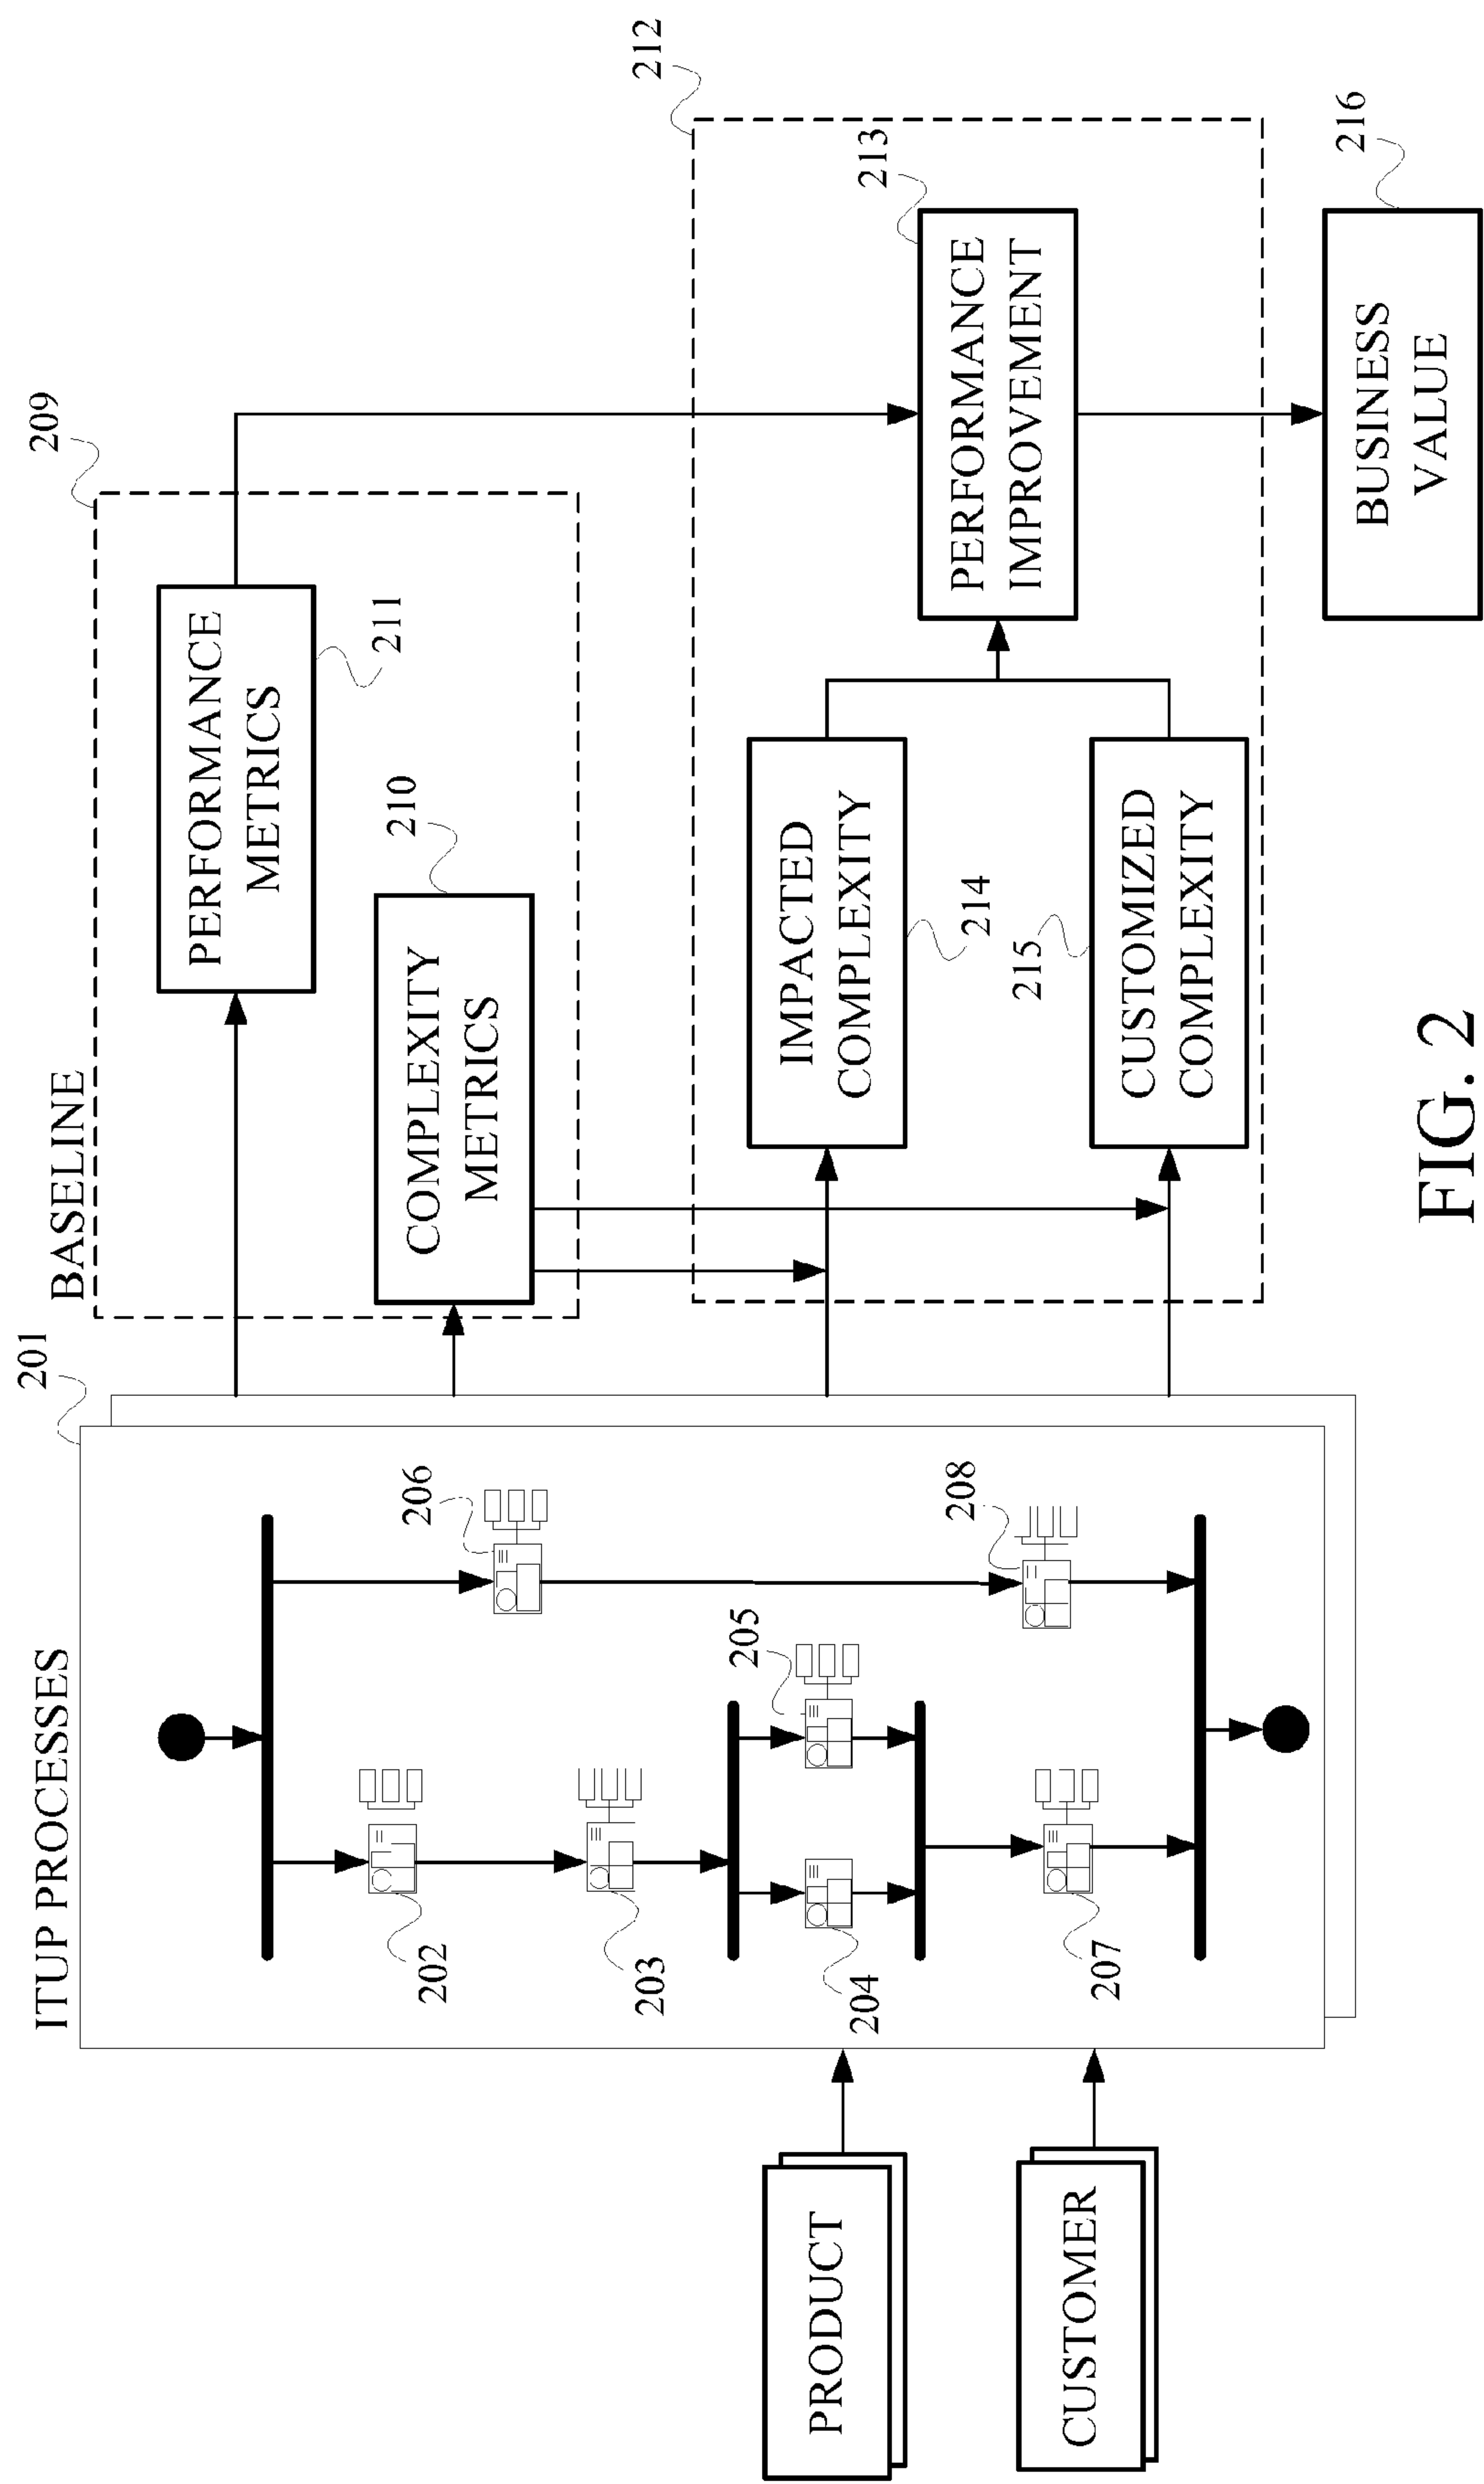 ITUP PROCESSES
201
202
203
204
205
206
207
208
PRODUCT
CUSTOMER
BASELINE
209
PERFORMANCE
METRICS
211
COMPLEXITY
METRICS
210
212
IMPACTED
COMPLEXITY
214
215
CUSTOMIZED
COMPLEXITY
PERFORMANCE
IMPROVEMENT
213
BUSINESS
VALUE
216
FIG. 2